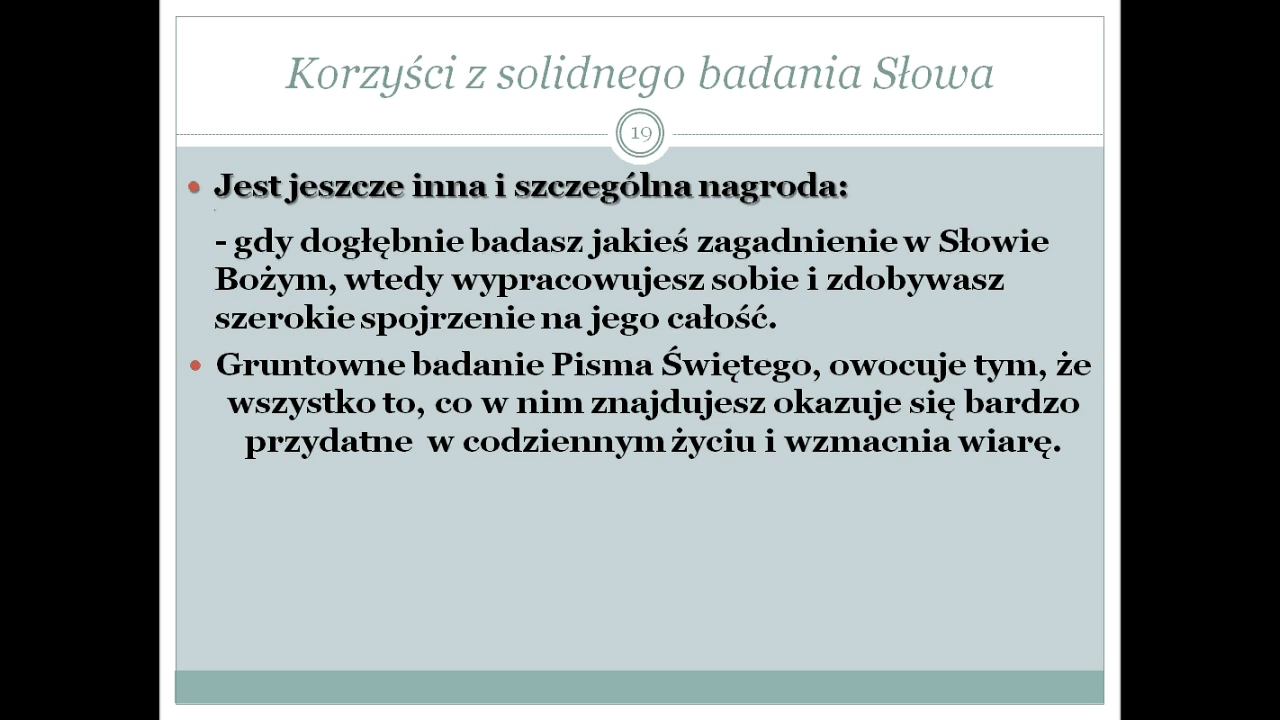 Korzyści z solidnego badania Słowa
19
• Jest jeszcze inna i szczególna nagroda:
- gdy dogłębnie badasz jakieś zagadnienie w Słowie
Bożym, wtedy wypracowujesz sobie i zdobywasz
szerokie spojrzenie na jego całość.
• Gruntowne badanie Pisma Świętego, owocuje tym, że
wszystko to, co w nim znajdujesz okazuje się bardzo
przydatne w codziennym życiu i wzmacnia wiarę.